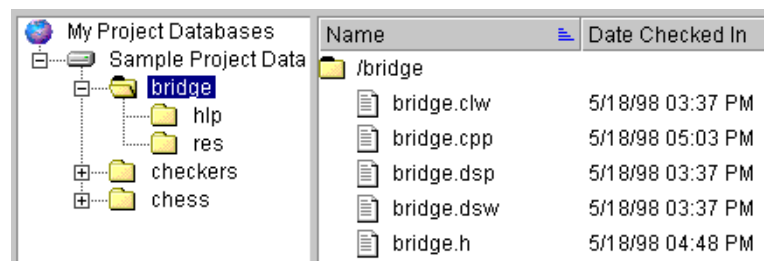 My Project Databases
Sample Project Data
bridge
hlp
res
checkers
chess
Name Date Checked In
/bridge
bridge.clw 5/18/98 03:37 PM
bridge.cpp 5/18/98 05:03 PM
bridge.dsp 5/18/98 03:37 PM
bridge.dsw 5/18/98 03:37 PM
bridge.h 5/18/98 04:48 PM